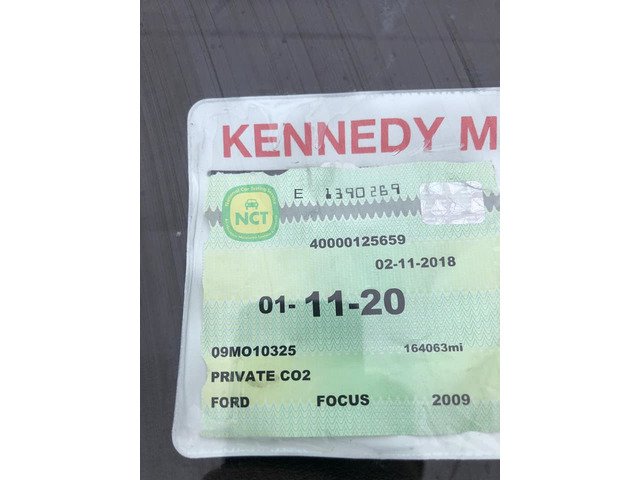 KENNEDY M
E 1390269
NCT
40000125659
02-11-2018
01-11-20
09MO10325 164063mi
PRIVATE CO2
FORD FOCUS 2009